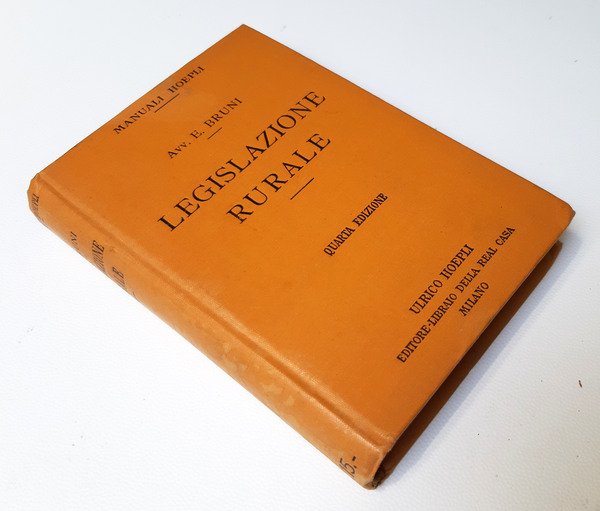 MANUALI HOEPLI
AVV. E. BRUNI
LEGISLAZIONE
RURALE
QUARTA EDIZIONE
ULRICO HOEPLI
EDITORE-LIBRAIO DELLA REAL CASA
MILANO